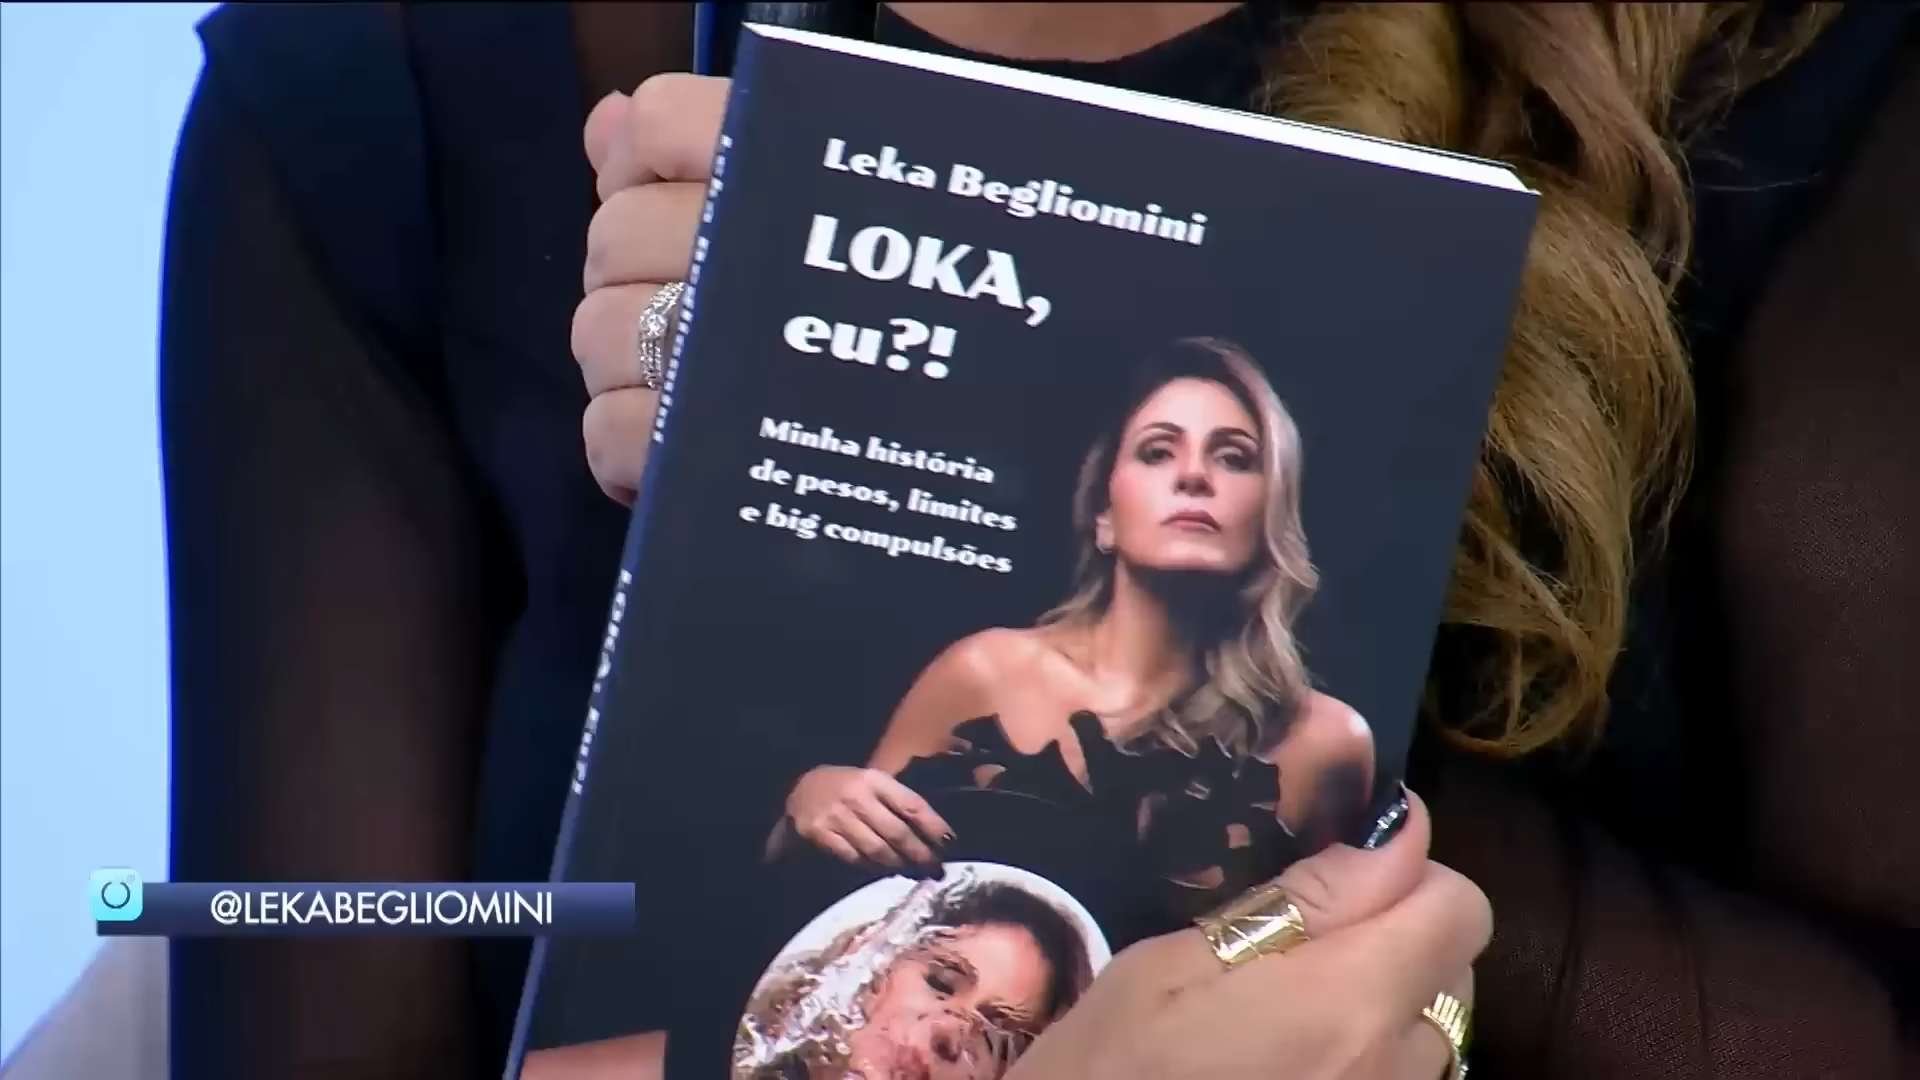 Leka Begliomini
LOKA,
eu?!
Minha história
de pesos, limites
e big compulsões
@LEKABEGLIOMINI